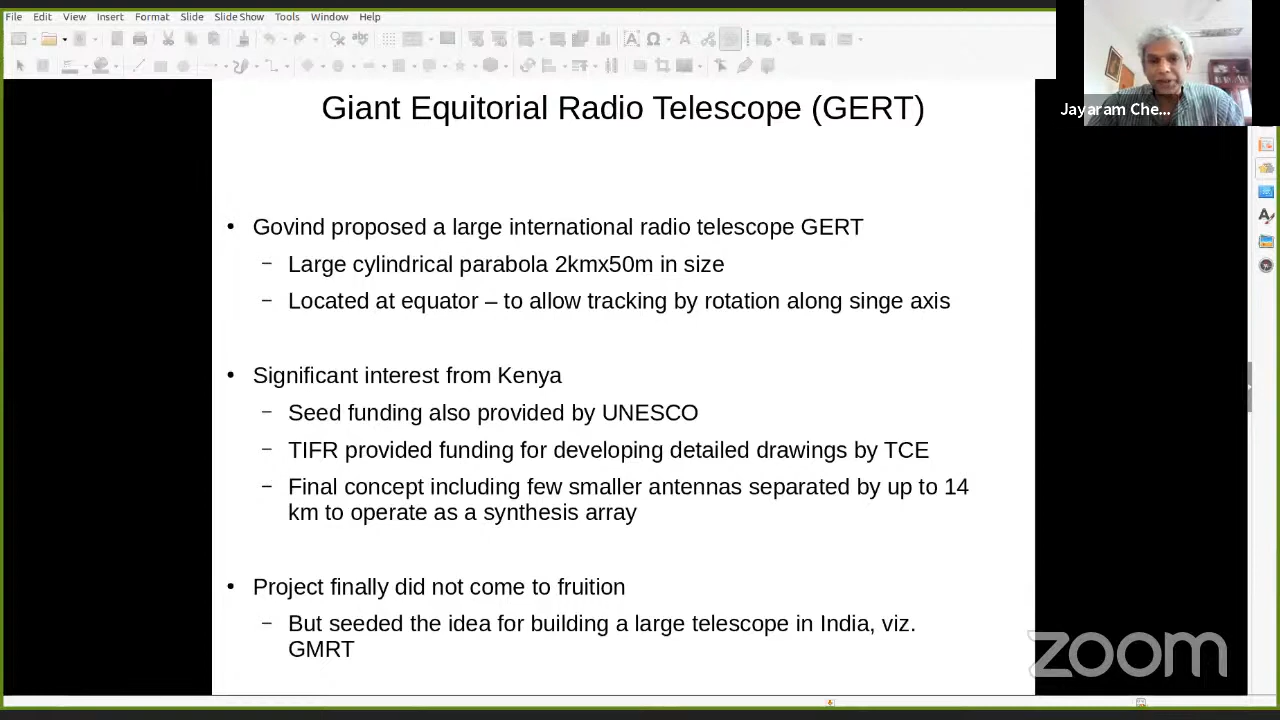 File Edit View Insert Format Slide Slide Show Tools Window Help
Jayaram Che...
Giant Equitorial Radio Telescope (GERT)
• Govind proposed a large international radio telescope GERT
– Large cylindrical parabola 2kmx50m in size
– Located at equator – to allow tracking by rotation along singe axis
• Significant interest from Kenya
– Seed funding also provided by UNESCO
– TIFR provided funding for developing detailed drawings by TCE
– Final concept including few smaller antennas separated by up to 14
km to operate as a synthesis array
• Project finally did not come to fruition
– But seeded the idea for building a large telescope in India, viz.
GMRT
zoom